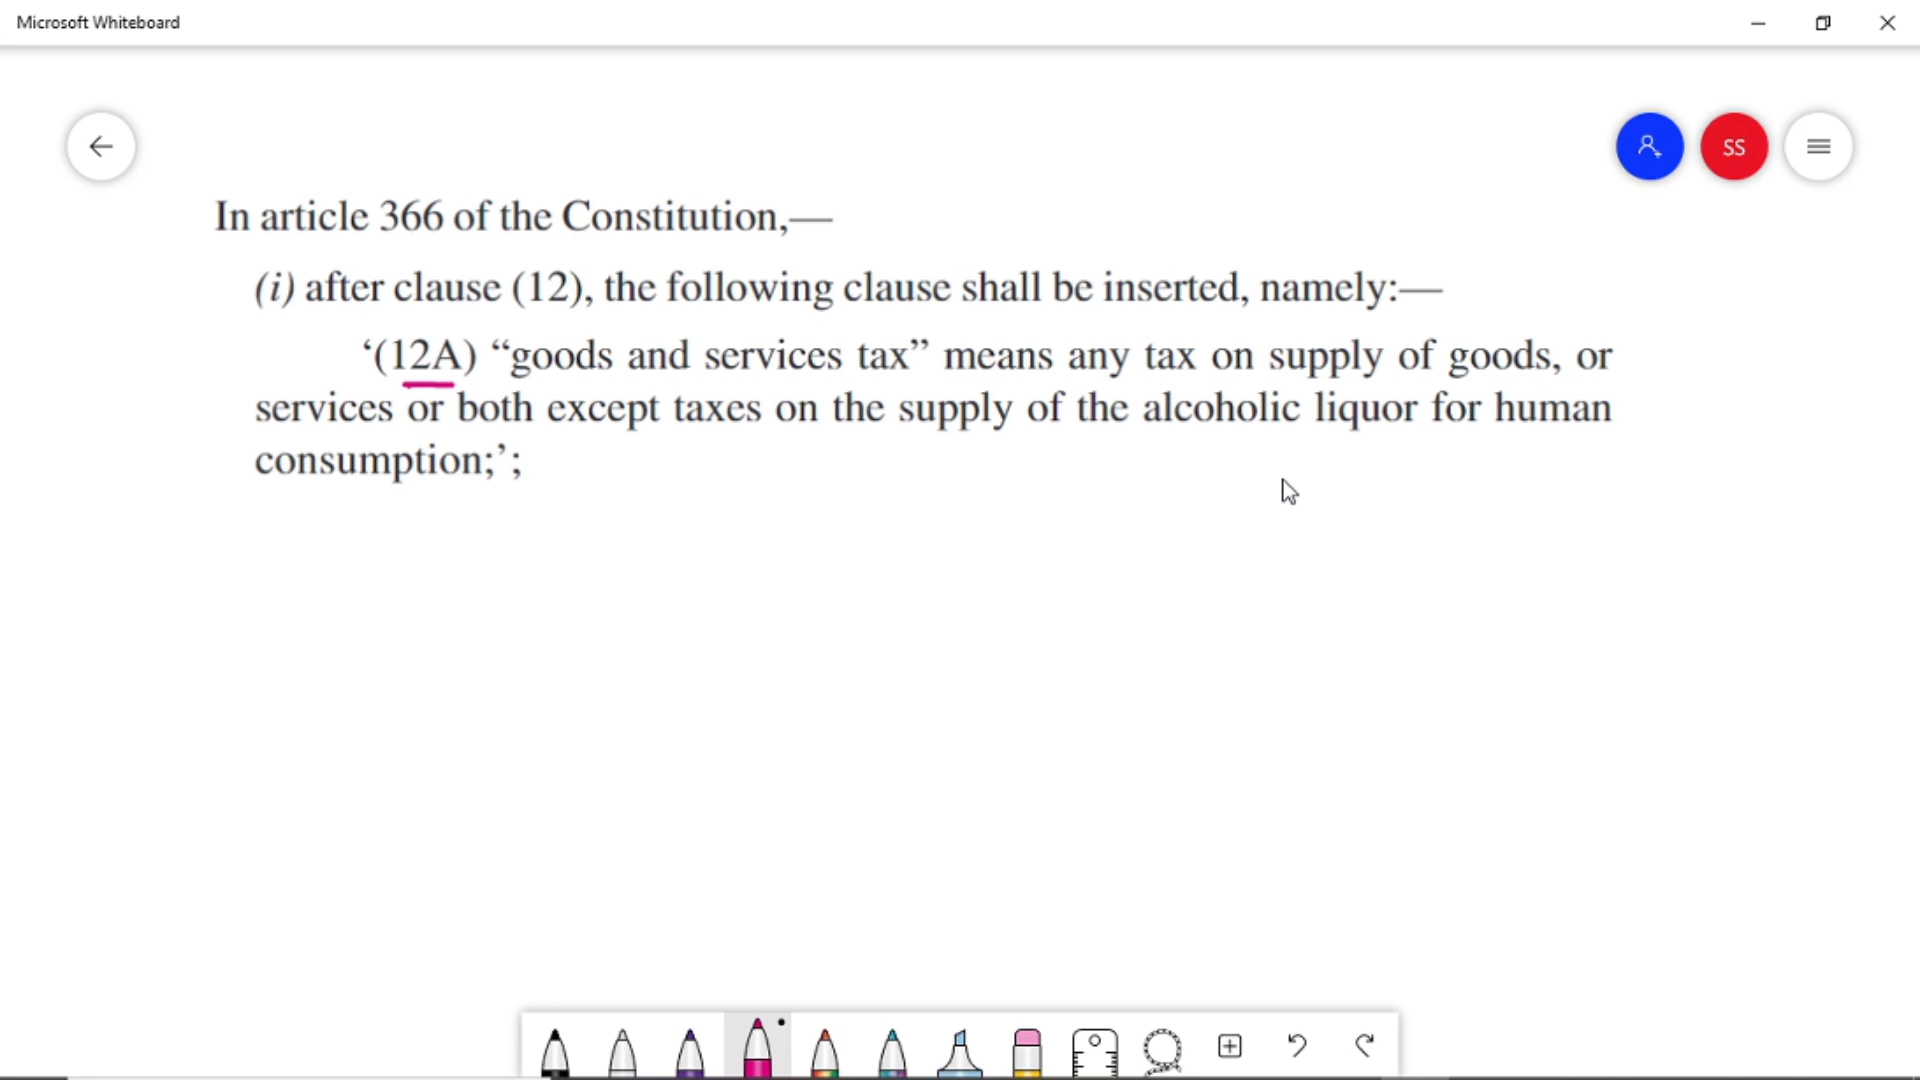 Microsoft Whiteboard
SS
In article 366 of the Constitution,—
(i) after clause (12), the following clause shall be inserted, namely:—
‘(12A) “goods and services tax” means any tax on supply of goods, or
services or both except taxes on the supply of the alcoholic liquor for human
consumption;’;